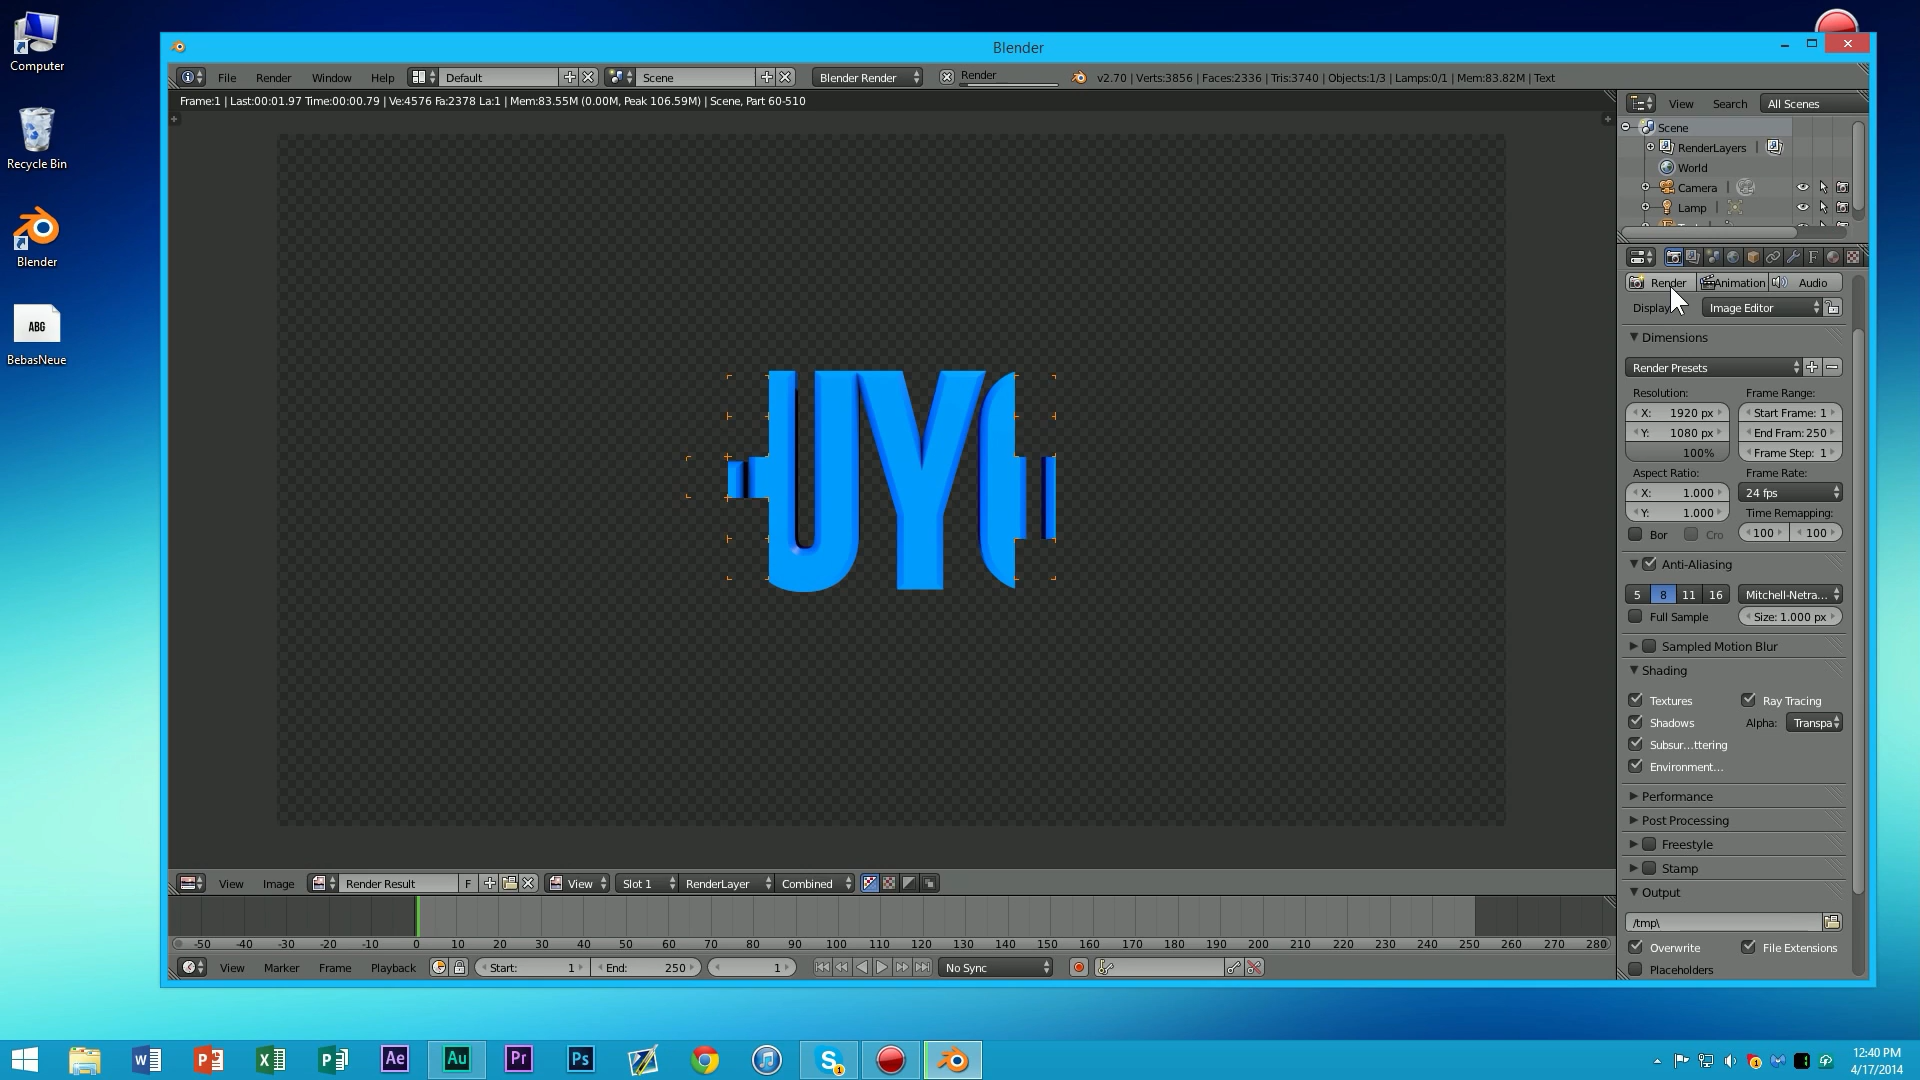 Computer
Recycle Bin
Blender
ABG
BebasNeue
Blender
File Render Window Help Default Scene Blender Render Render v2.70 | Verts:3856 | Faces:2336 | Tris:3740 | Objects:1/3 | Lamps:0/1 | Mem:83.82M | Text
Frame:1 | Last:00:01.97 Time:00:00.79 | Ve:4576 Fa:2378 La:1 | Mem:83.55M (0.00M, Peak 106.59M) | Scene, Part 60-510
View Search All Scenes
Scene
RenderLayers
World
Camera
Lamp
Render Animation Audio
Display Image Editor
Dimensions
Render Presets
Resolution: Frame Range:
X: 1920 px Start Frame: 1
Y: 1080 px End Fram: 250
100% Frame Step: 1
Aspect Ratio: Frame Rate:
X: 1.000 24 fps
Y: 1.000 Time Remapping:
Bor Cro 100 100
Anti-Aliasing
5 8 11 16 Mitchell-Netra...
Full Sample Size: 1.000 px
Sampled Motion Blur
Shading
Textures Ray Tracing
Shadows Alpha: Transpa
Subsur...ttering
Environment...
Performance
Post Processing
Freestyle
Stamp
Output
/tmp\
Overwrite File Extensions
Placeholders
UY
View Image Render Result F View Slot 1 RenderLayer Combined
-50 -40 -30 -20 -10 0 10 20 30 40 50 60 70 80 90 100 110 120 130 140 150 160 170 180 190 200 210 220 230 240 250 260 270 280
View Marker Frame Playback Start: 1 End: 250 1 No Sync
Ae Au Pr Ps
12:40 PM
4/17/2014